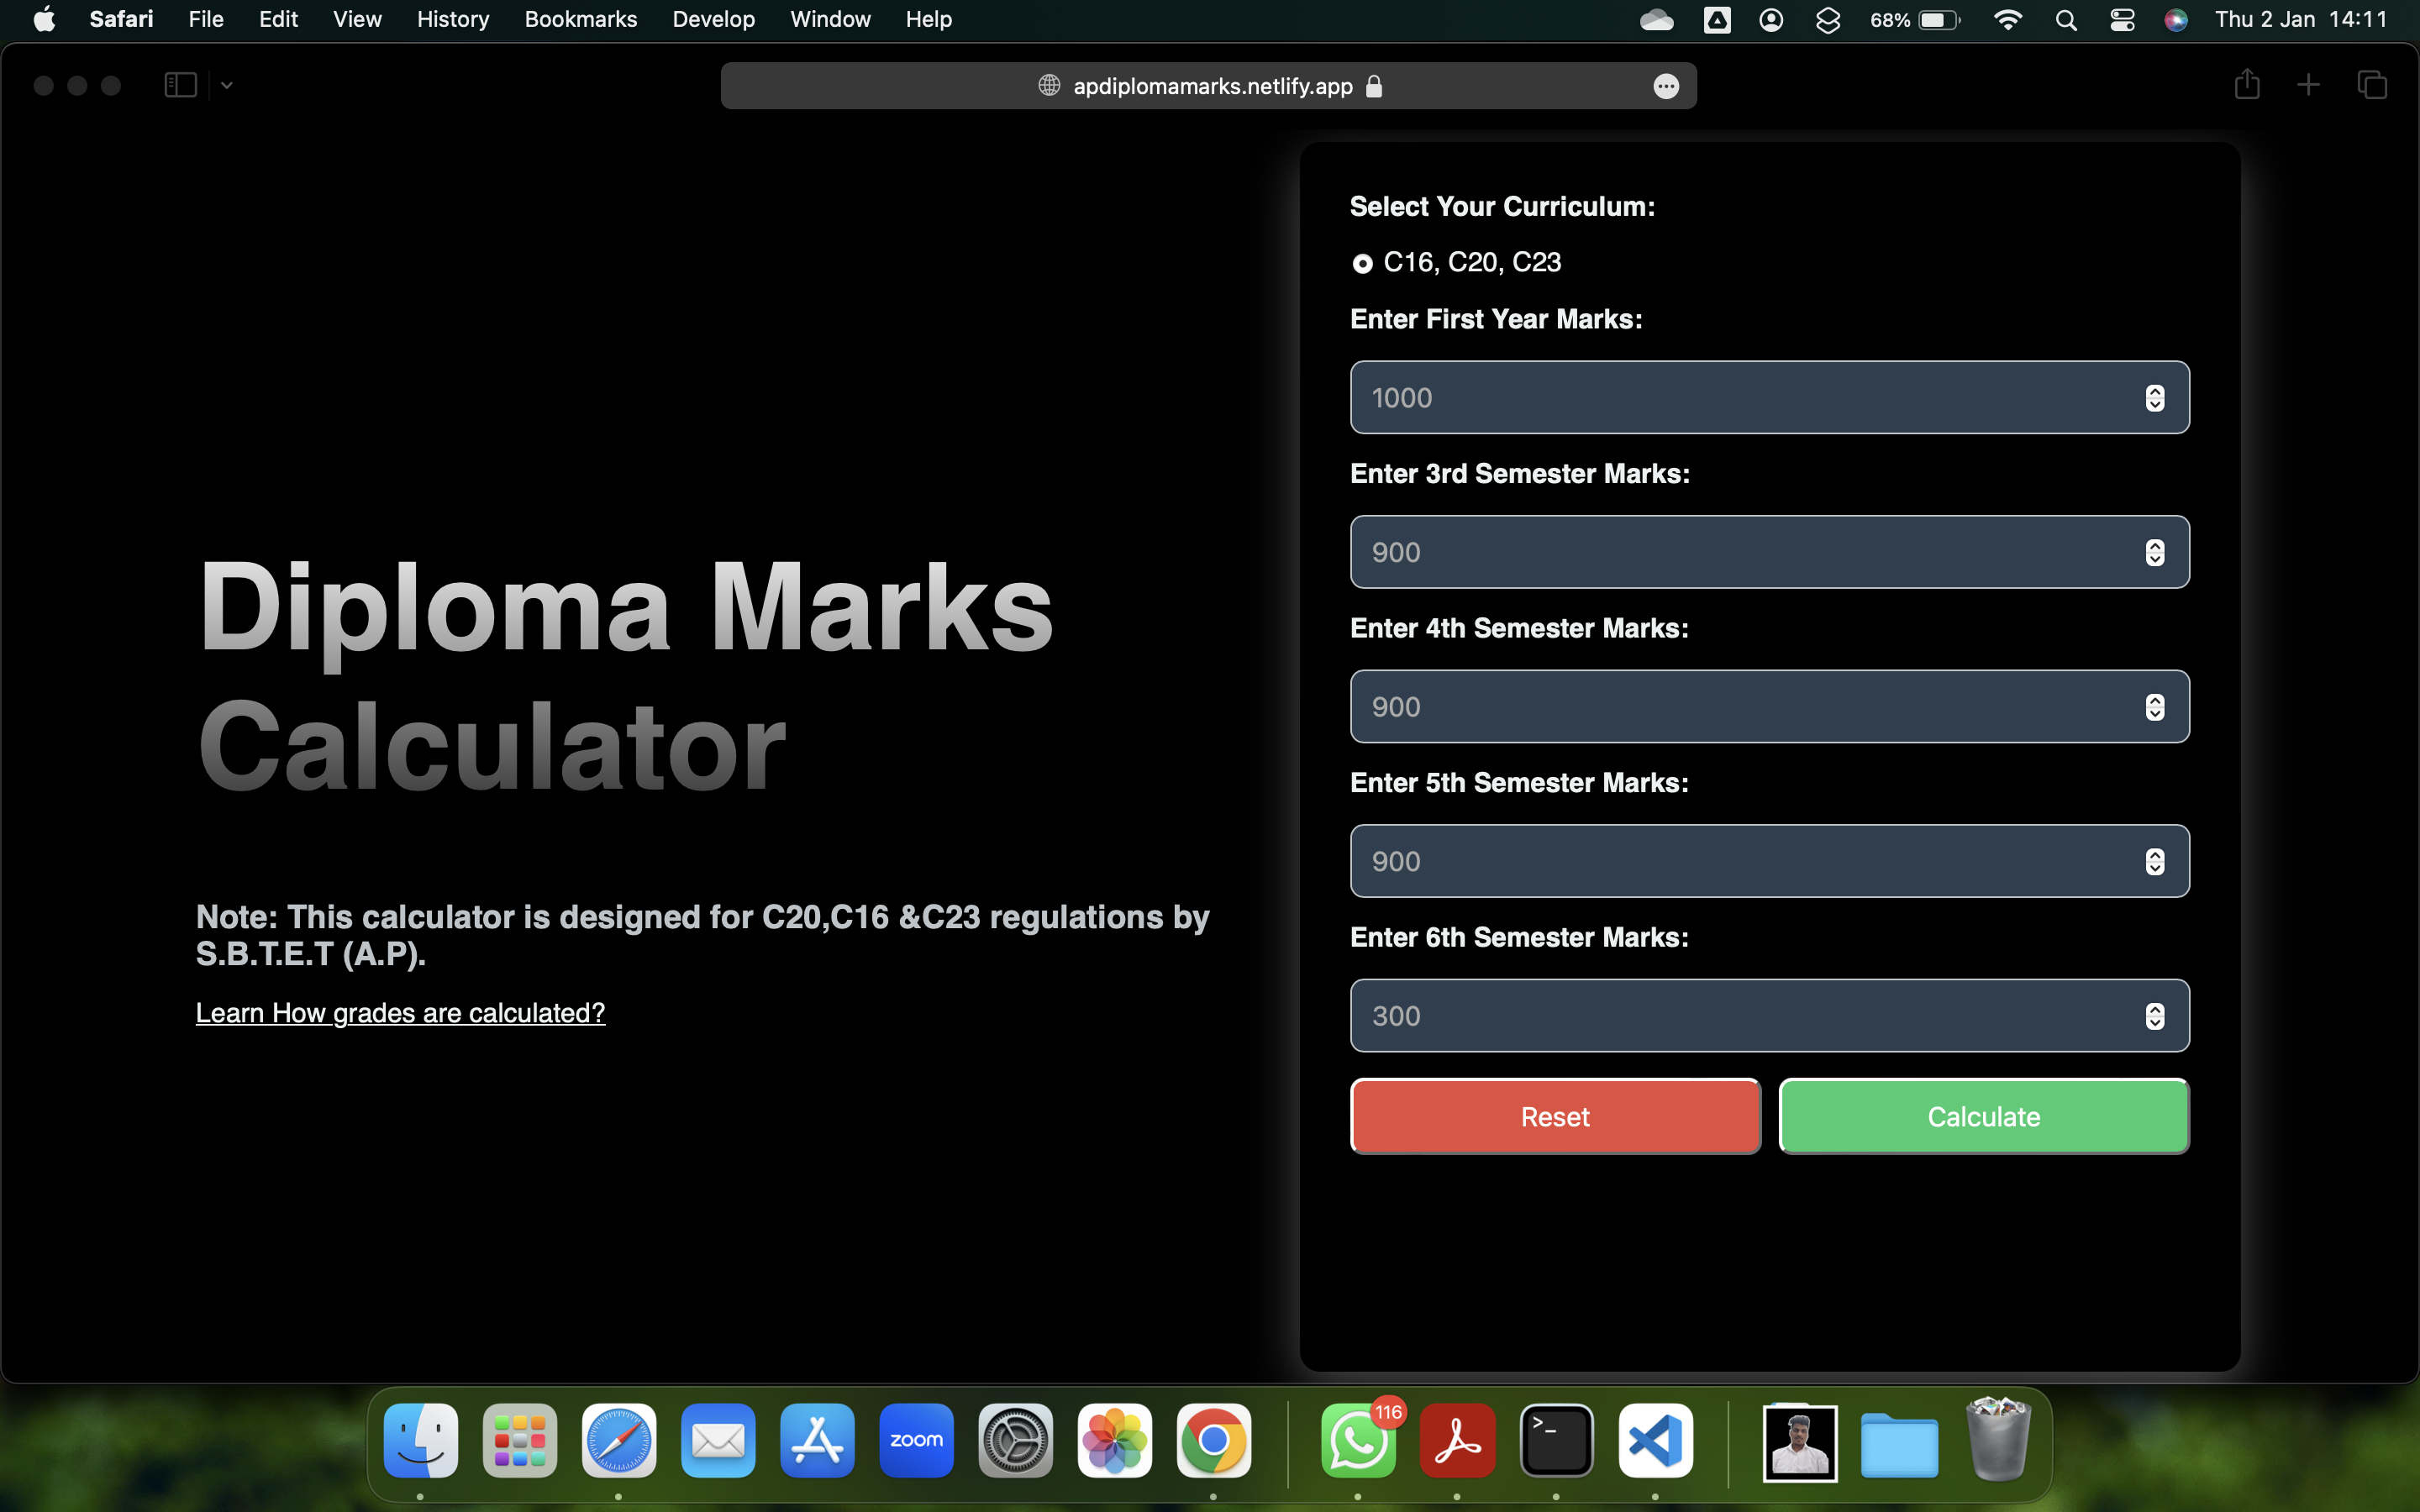 Safari File Edit View History Bookmarks Develop Window Help 68% Thu 2 Jan 14:11
apdiplomamarks.netlify.app
Diploma Marks
Calculator
Note: This calculator is designed for C20,C16 &C23 regulations by
S.B.T.E.T (A.P).
Learn How grades are calculated?
Select Your Curriculum:
C16, C20, C23
Enter First Year Marks:
1000
Enter 3rd Semester Marks:
900
Enter 4th Semester Marks:
900
Enter 5th Semester Marks:
900
Enter 6th Semester Marks:
300
Reset Calculate
zoom 116 >_